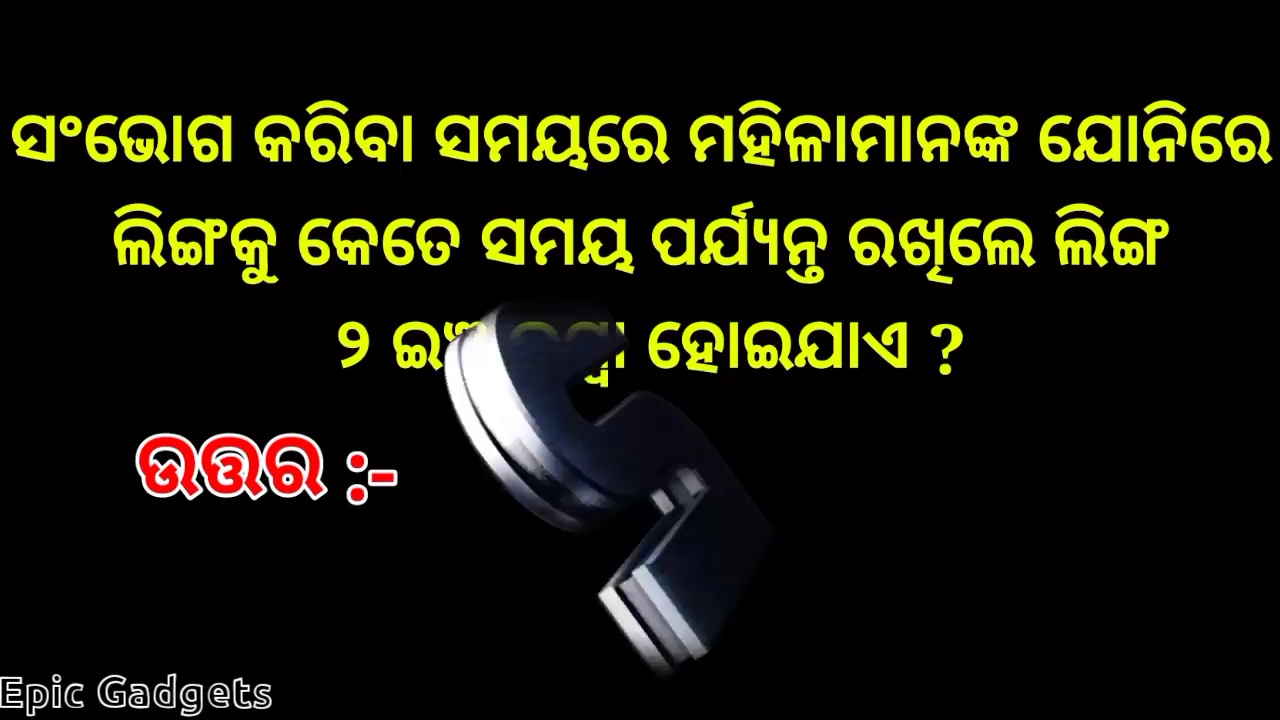 ସଂଭୋଗ କରିବା ସମୟରେ ମହିଳାମାନଙ୍କ ଯୋନିରେ
ଲିଙ୍ଗକୁ କେତେ ସମୟ ପର୍ଯ୍ୟନ୍ତ ରଖିଲେ ଲିଙ୍ଗ
୨ ହୋଇଯାଏ ?
ଉତ୍ତର :-
Epic Gadgets